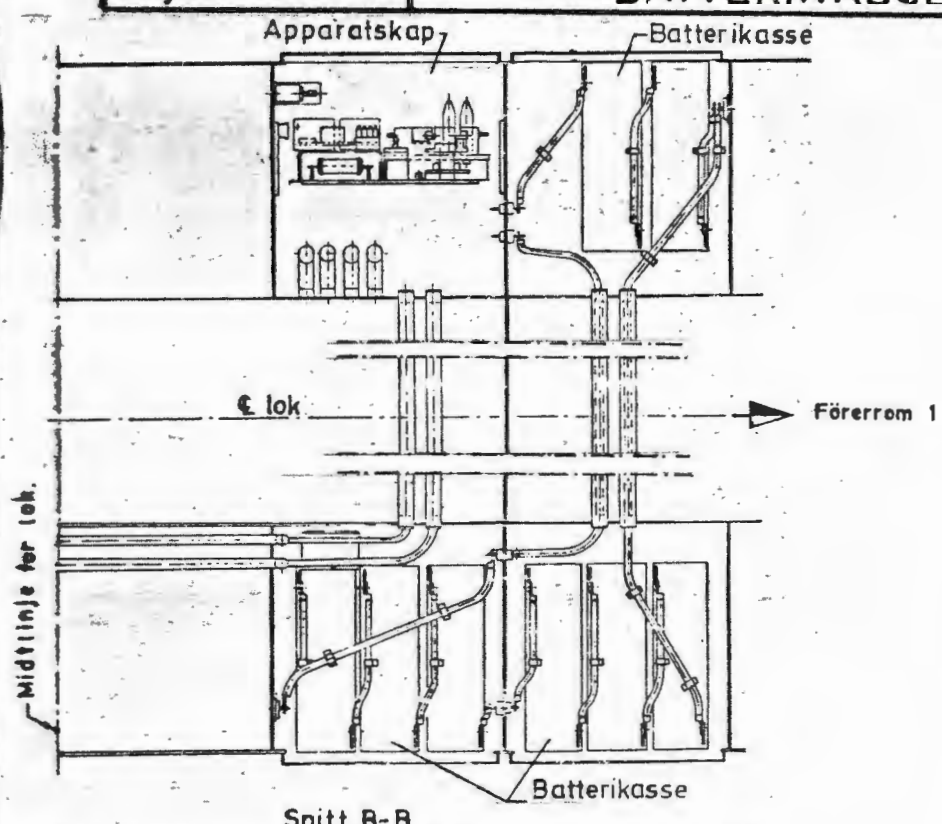 Apparatskap
Batterikasse
₵ lok
Förerrom 1
Midtlinje for lok.
Batterikasse
Snitt B-B